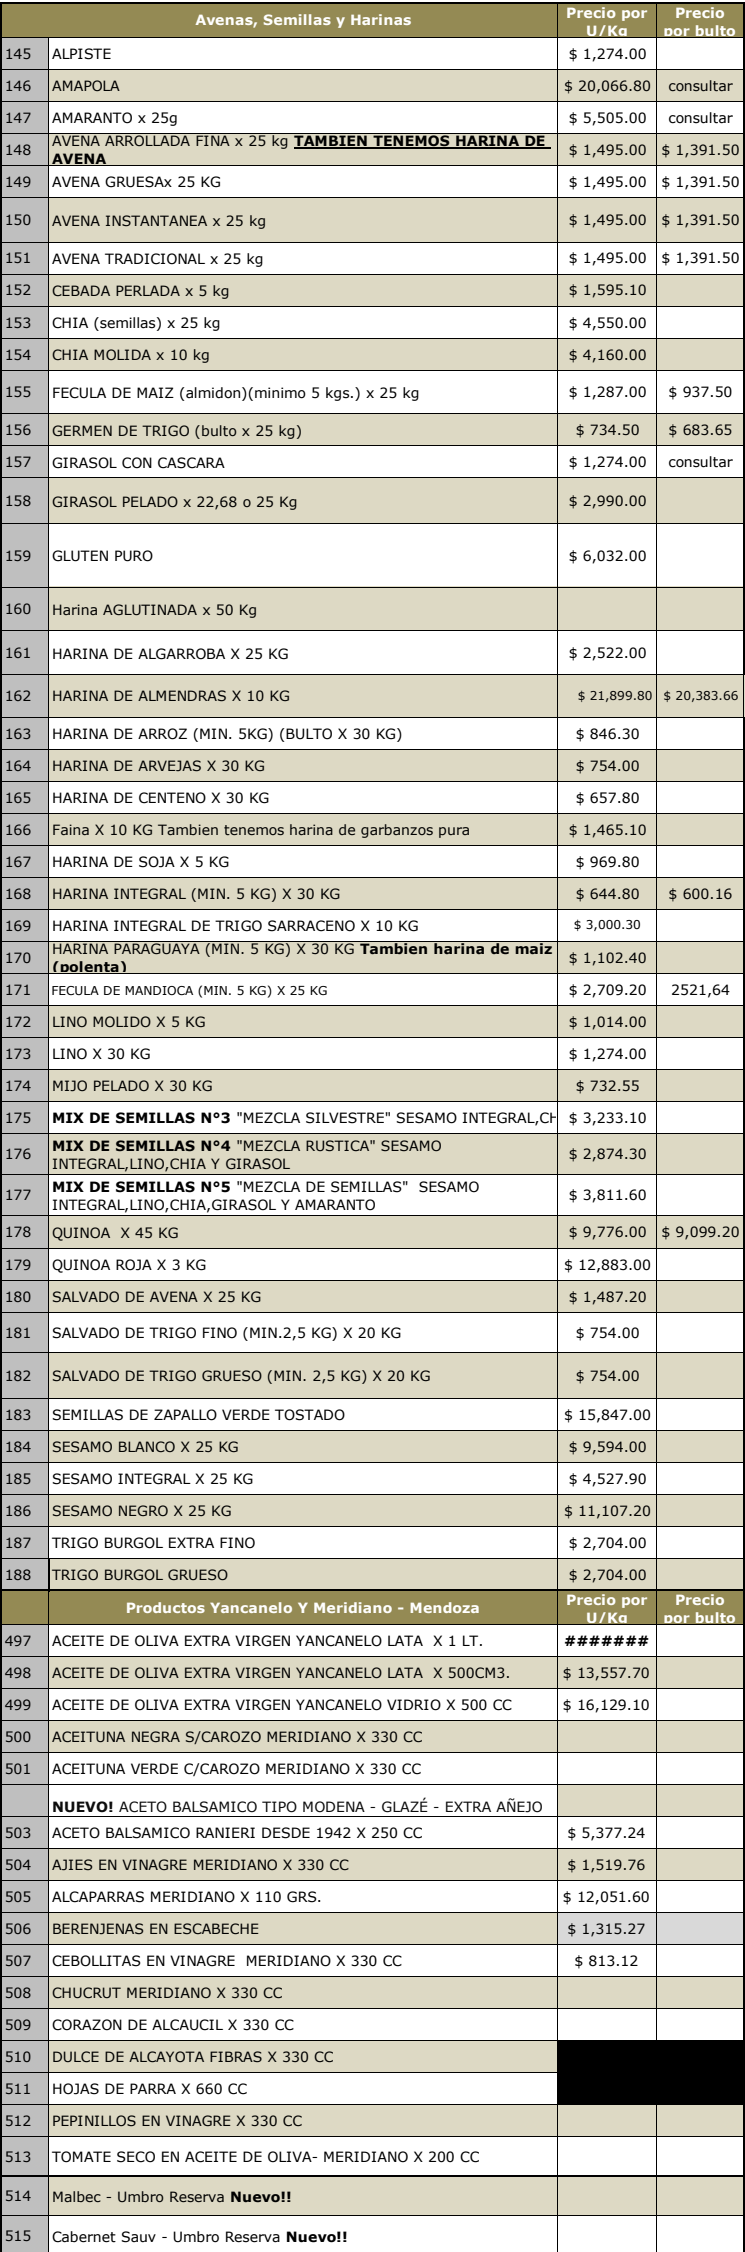 Avenas, Semillas y Harinas Precio por U/Kg Precio por bulto
145 ALPISTE $ 1,274.00
146 AMAPOLA $ 20,066.80 consultar
147 AMARANTO x 25g $ 5,505.00 consultar
148 AVENA ARROLLADA FINA x 25 kg TAMBIEN TENEMOS HARINA DE AVENA $ 1,495.00 $ 1,391.50
149 AVENA GRUESAx 25 KG $ 1,495.00 $ 1,391.50
150 AVENA INSTANTANEA x 25 kg $ 1,495.00 $ 1,391.50
151 AVENA TRADICIONAL x 25 kg $ 1,495.00 $ 1,391.50
152 CEBADA PERLADA x 5 kg $ 1,595.10
153 CHIA (semillas) x 25 kg $ 4,550.00
154 CHIA MOLIDA x 10 kg $ 4,160.00
155 FECULA DE MAIZ (almidon)(minimo 5 kgs.) x 25 kg $ 1,287.00 $ 937.50
156 GERMEN DE TRIGO (bulto x 25 kg) $ 734.50 $ 683.65
157 GIRASOL CON CASCARA $ 1,274.00 consultar
158 GIRASOL PELADO x 22,68 o 25 Kg $ 2,990.00
159 GLUTEN PURO $ 6,032.00
160 Harina AGLUTINADA x 50 Kg
161 HARINA DE ALGARROBA X 25 KG $ 2,522.00
162 HARINA DE ALMENDRAS X 10 KG $ 21,899.80 $ 20,383.66
163 HARINA DE ARROZ (MIN. 5KG) (BULTO X 30 KG) $ 846.30
164 HARINA DE ARVEJAS X 30 KG $ 754.00
165 HARINA DE CENTENO X 30 KG $ 657.80
166 Faina X 10 KG Tambien tenemos harina de garbanzos pura $ 1,465.10
167 HARINA DE SOJA X 5 KG $ 969.80
168 HARINA INTEGRAL (MIN. 5 KG) X 30 KG $ 644.80 $ 600.16
169 HARINA INTEGRAL DE TRIGO SARRACENO X 10 KG $ 3,000.30
170 HARINA PARAGUAYA (MIN. 5 KG) X 30 KG Tambien harina de maiz (polenta) $ 1,102.40
171 FECULA DE MANDIOCA (MIN. 5 KG) X 25 KG $ 2,709.20 2521,64
172 LINO MOLIDO X 5 KG $ 1,014.00
173 LINO X 30 KG $ 1,274.00
174 MIJO PELADO X 30 KG $ 732.55
175 MIX DE SEMILLAS N°3 "MEZCLA SILVESTRE" SESAMO INTEGRAL,CH $ 3,233.10
176 MIX DE SEMILLAS N°4 "MEZCLA RUSTICA" SESAMO INTEGRAL,LINO,CHIA Y GIRASOL $ 2,874.30
177 MIX DE SEMILLAS N°5 "MEZCLA DE SEMILLAS" SESAMO INTEGRAL,LINO,CHIA,GIRASOL Y AMARANTO $ 3,811.60
178 QUINOA X 45 KG $ 9,776.00 $ 9,099.20
179 QUINOA ROJA X 3 KG $ 12,883.00
180 SALVADO DE AVENA X 25 KG $ 1,487.20
181 SALVADO DE TRIGO FINO (MIN.2,5 KG) X 20 KG $ 754.00
182 SALVADO DE TRIGO GRUESO (MIN. 2,5 KG) X 20 KG $ 754.00
183 SEMILLAS DE ZAPALLO VERDE TOSTADO $ 15,847.00
184 SESAMO BLANCO X 25 KG $ 9,594.00
185 SESAMO INTEGRAL X 25 KG $ 4,527.90
186 SESAMO NEGRO X 25 KG $ 11,107.20
187 TRIGO BURGOL EXTRA FINO $ 2,704.00
188 TRIGO BURGOL GRUESO $ 2,704.00
Productos Yancanelo Y Meridiano - Mendoza Precio por U/Kg Precio por bulto
497 ACEITE DE OLIVA EXTRA VIRGEN YANCANELO LATA X 1 LT. #######
498 ACEITE DE OLIVA EXTRA VIRGEN YANCANELO LATA X 500CM3. $ 13,557.70
499 ACEITE DE OLIVA EXTRA VIRGEN YANCANELO VIDRIO X 500 CC $ 16,129.10
500 ACEITUNA NEGRA S/CAROZO MERIDIANO X 330 CC
501 ACEITUNA VERDE C/CAROZO MERIDIANO X 330 CC
NUEVO! ACETO BALSAMICO TIPO MODENA - GLAZÉ - EXTRA AÑEJO
503 ACETO BALSAMICO RANIERI DESDE 1942 X 250 CC $ 5,377.24
504 AJIES EN VINAGRE MERIDIANO X 330 CC $ 1,519.76
505 ALCAPARRAS MERIDIANO X 110 GRS. $ 12,051.60
506 BERENJENAS EN ESCABECHE $ 1,315.27
507 CEBOLLITAS EN VINAGRE MERIDIANO X 330 CC $ 813.12
508 CHUCRUT MERIDIANO X 330 CC
509 CORAZON DE ALCAUCIL X 330 CC
510 DULCE DE ALCAYOTA FIBRAS X 330 CC
511 HOJAS DE PARRA X 660 CC
512 PEPINILLOS EN VINAGRE X 330 CC
513 TOMATE SECO EN ACEITE DE OLIVA- MERIDIANO X 200 CC
514 Malbec - Umbro Reserva Nuevo!!
515 Cabernet Sauv - Umbro Reserva Nuevo!!